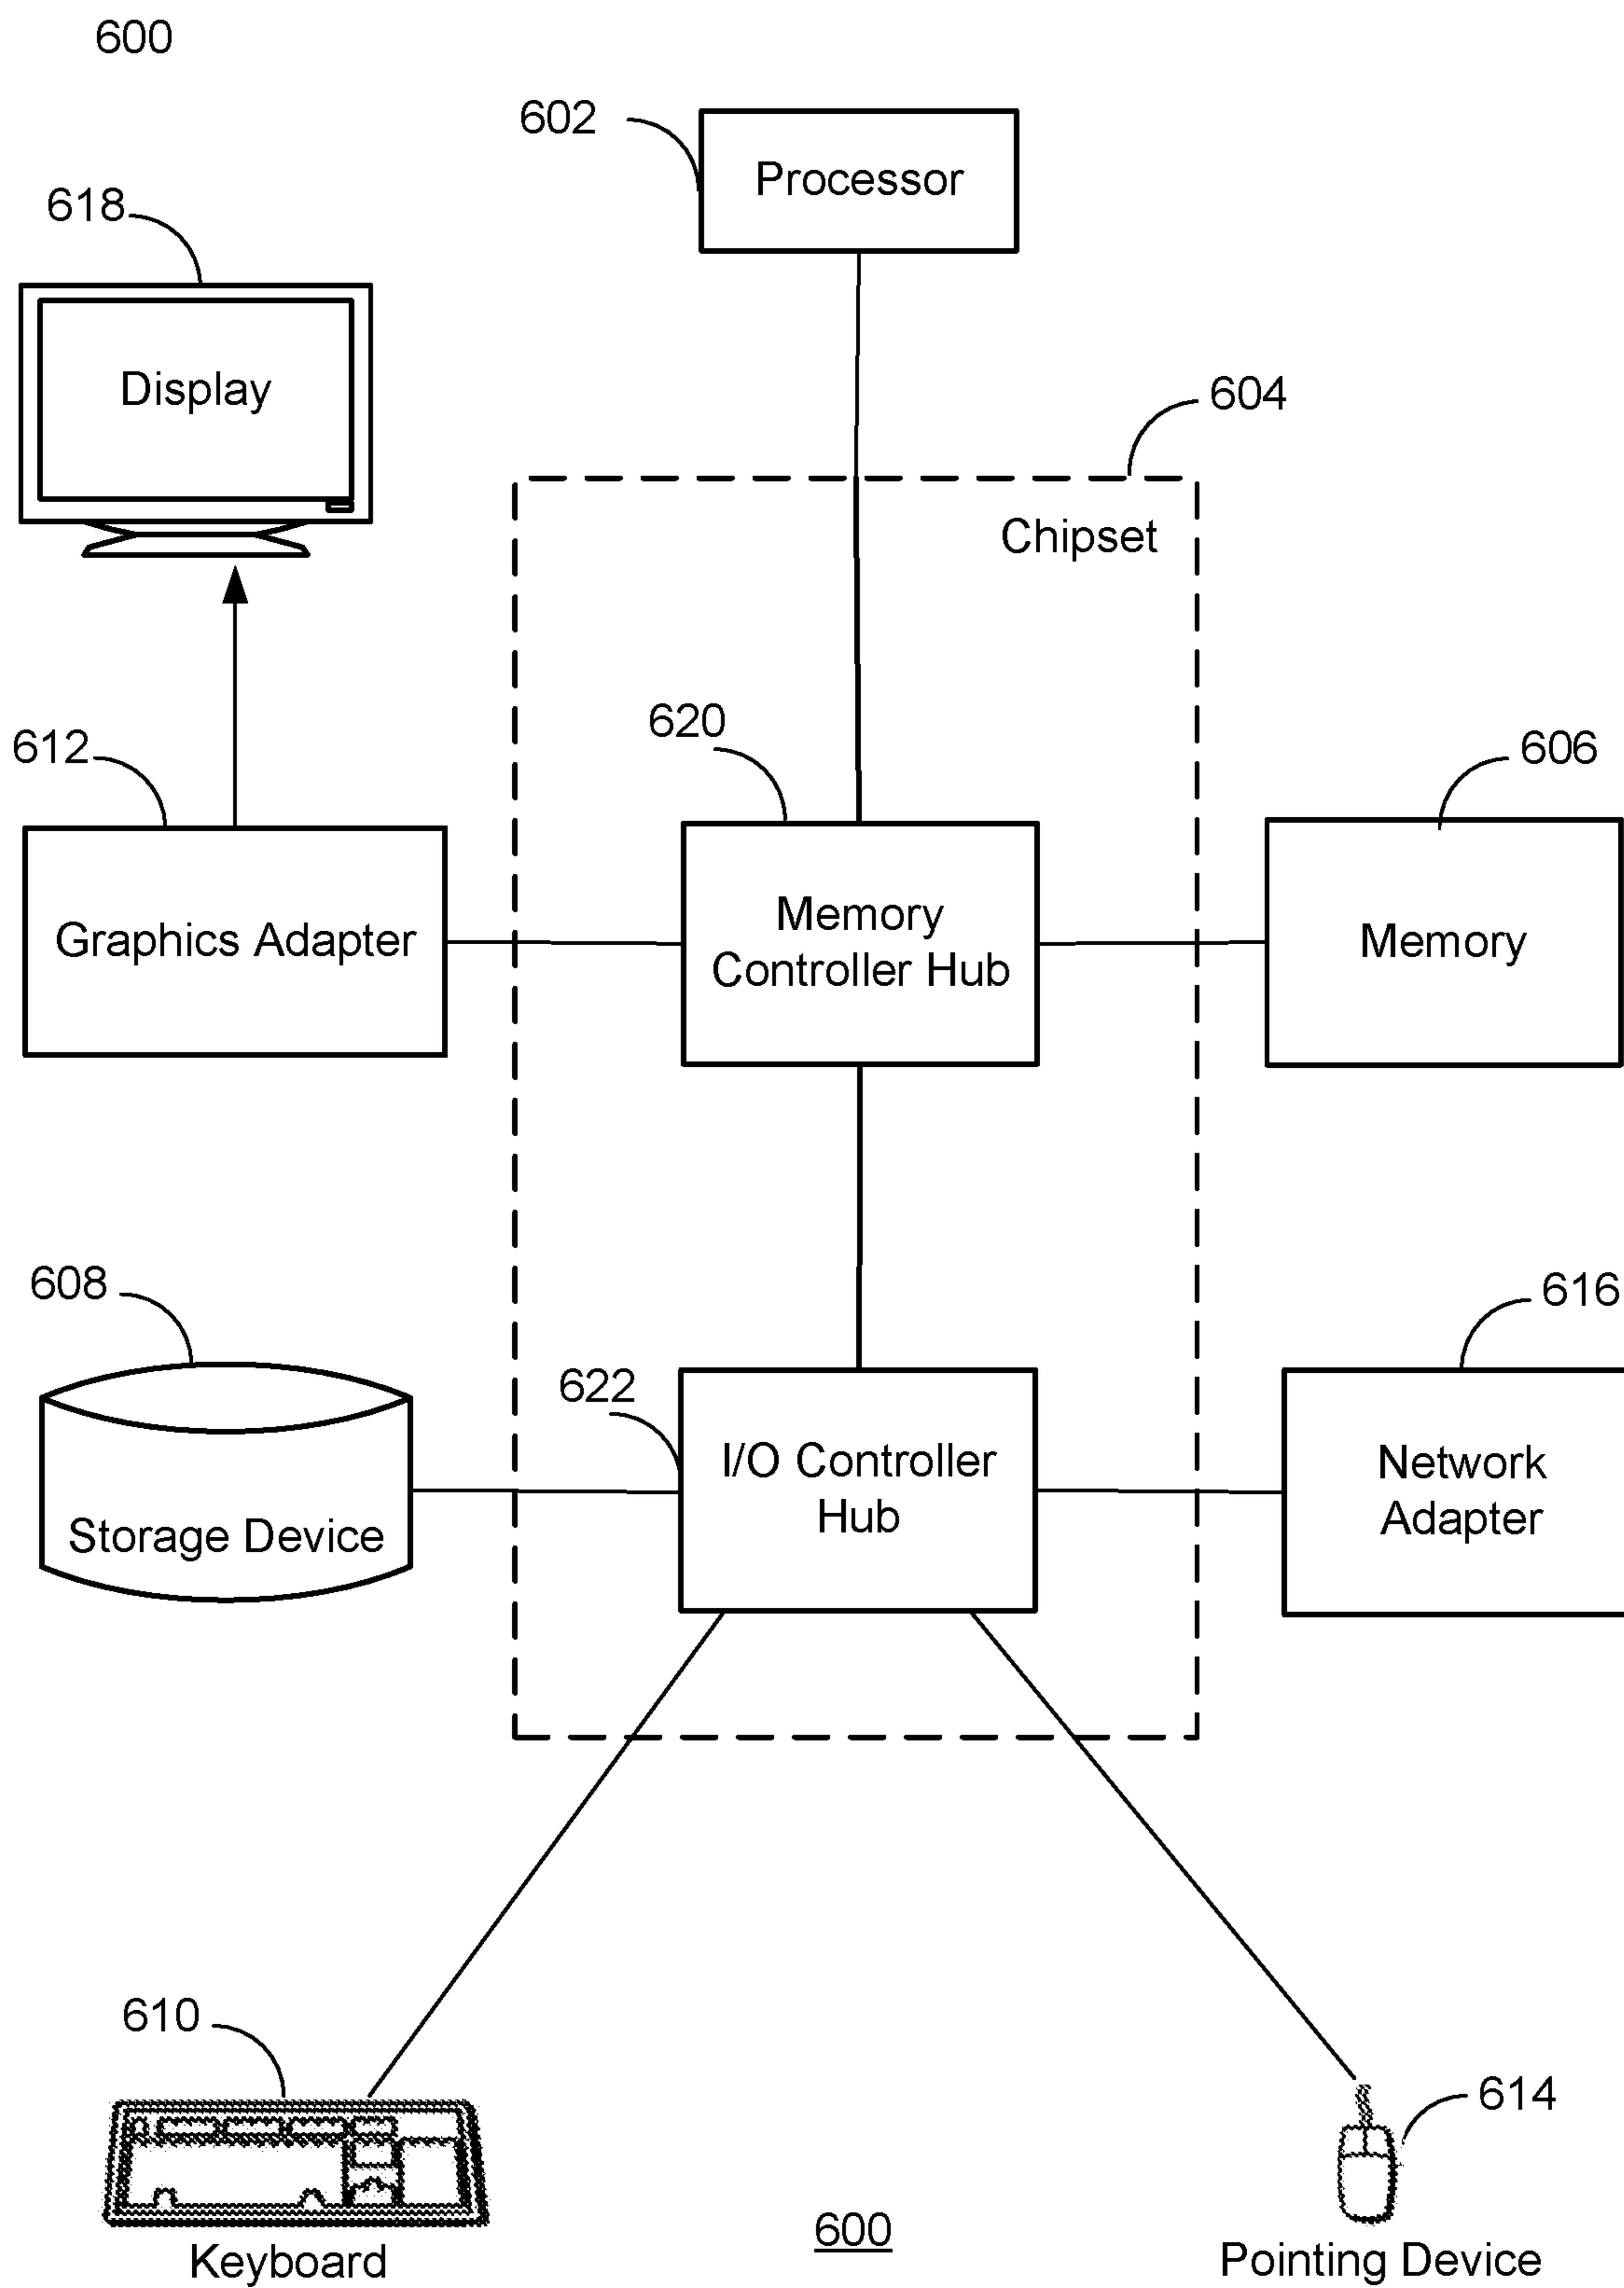 600
602
Processor
618
Display
604
Chipset
620
612
606
Graphics Adapter
Memory
Controller Hub
Memory
608
616
622
I/O Controller
Hub
Network
Adapter
Storage Device
610
614
600
Keyboard
Pointing Device